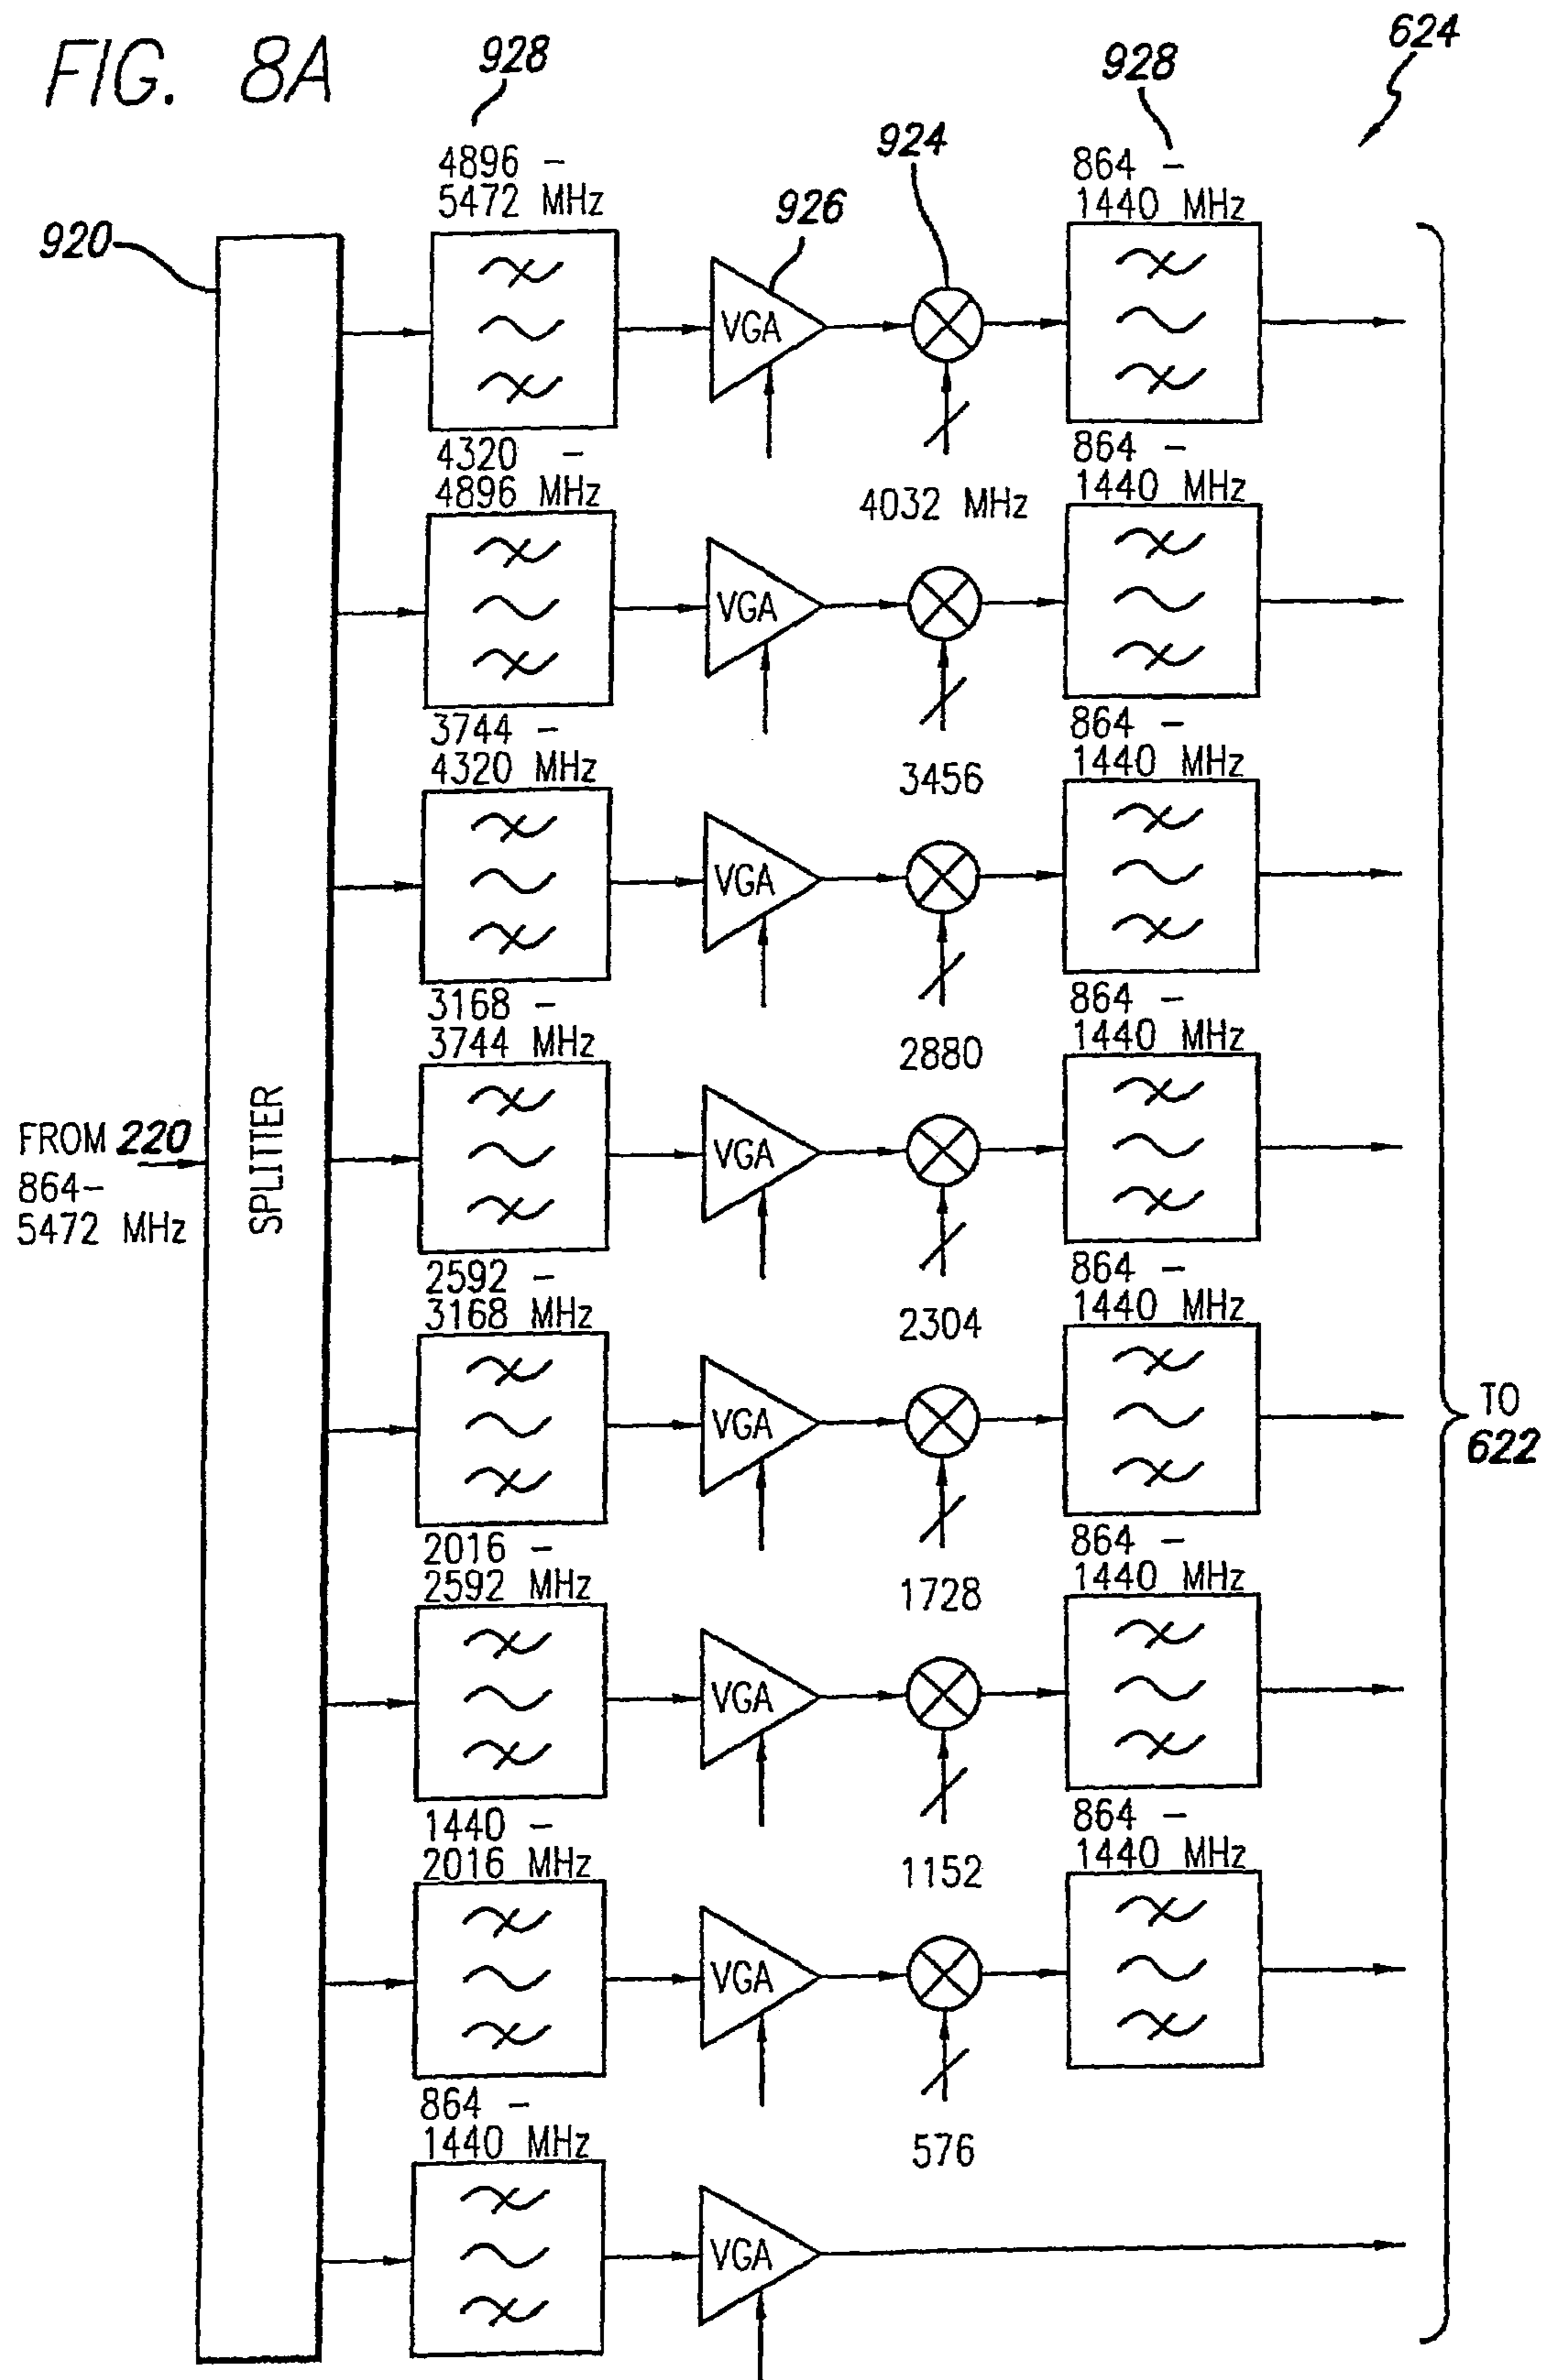 FIG. 8A
928
928
624
924
926
920
4896 -
5472 MHz
864 -
1440 MHz
VGA
4032 MHz
4320 -
4896 MHz
864 -
1440 MHz
VGA
3456
3744 -
4320 MHz
864 -
1440 MHz
VGA
2880
3168 -
3744 MHz
864 -
1440 MHz
VGA
2304
FROM 220
864-
5472 MHz
SPLITTER
2592 -
3168 MHz
864 -
1440 MHz
VGA
1728
TO
622
2016 -
2592 MHz
864 -
1440 MHz
VGA
1152
1440 -
2016 MHz
864 -
1440 MHz
VGA
576
864 -
1440 MHz
VGA